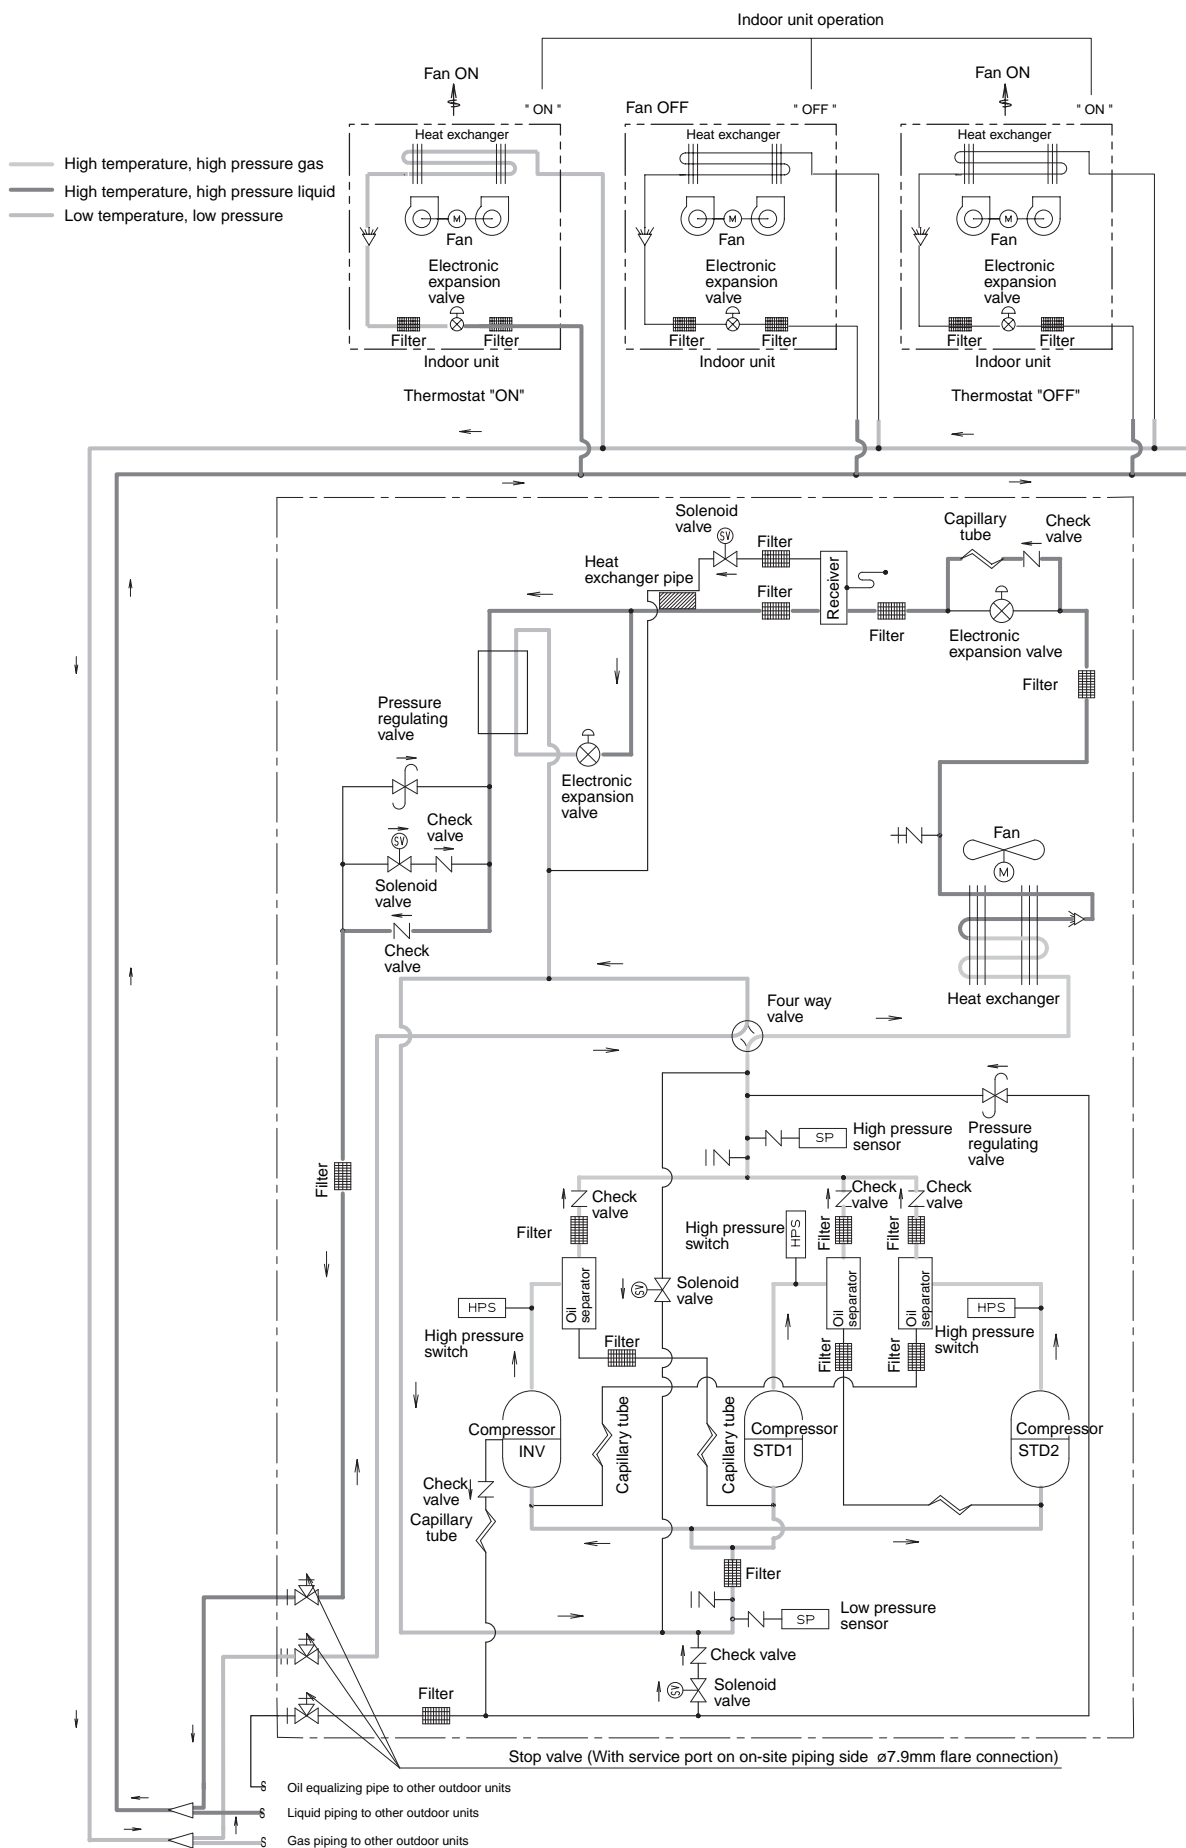 Indoor unit operation
Fan ON
" ON "
Fan OFF
" OFF "
Fan ON
" ON "
High temperature, high pressure gas
High temperature, high pressure liquid
Low temperature, low pressure
Heat exchanger
M
Fan
Electronic
expansion
valve
Filter
Filter
Indoor unit
Thermostat "ON"
Heat exchanger
M
Fan
Electronic
expansion
valve
Filter
Filter
Indoor unit
Heat exchanger
M
Fan
Electronic
expansion
valve
Filter
Filter
Indoor unit
Thermostat "OFF"
Solenoid
valve
SV
Filter
Capillary
tube
Check
valve
Heat
exchanger pipe
Filter
Receiver
Filter
Electronic
expansion valve
Filter
Pressure
regulating
valve
Electronic
expansion
valve
Check
valve
SV
Solenoid
valve
Check
valve
Fan
M
Heat exchanger
Four way
valve
High pressure
sensor
SP
Pressure
regulating
valve
Filter
Check
valve
Filter
Check
valve
Check
valve
Filter
Filter
High pressure
switch
HPS
Oil
separator
SV
Solenoid
valve
Oil
separator
Oil
separator
HPS
High pressure
switch
HPS
High pressure
switch
Filter
Filter
Filter
Compressor
INV
Capillary tube
Capillary tube
Compressor
STD1
Compressor
STD2
Check
valve
Capillary
tube
Filter
Low pressure
sensor
SP
Check valve
SV
Solenoid
valve
Filter
Stop valve (With service port on on-site piping side ø7.9mm flare connection)
Oil equalizing pipe to other outdoor units
Liquid piping to other outdoor units
Gas piping to other outdoor units